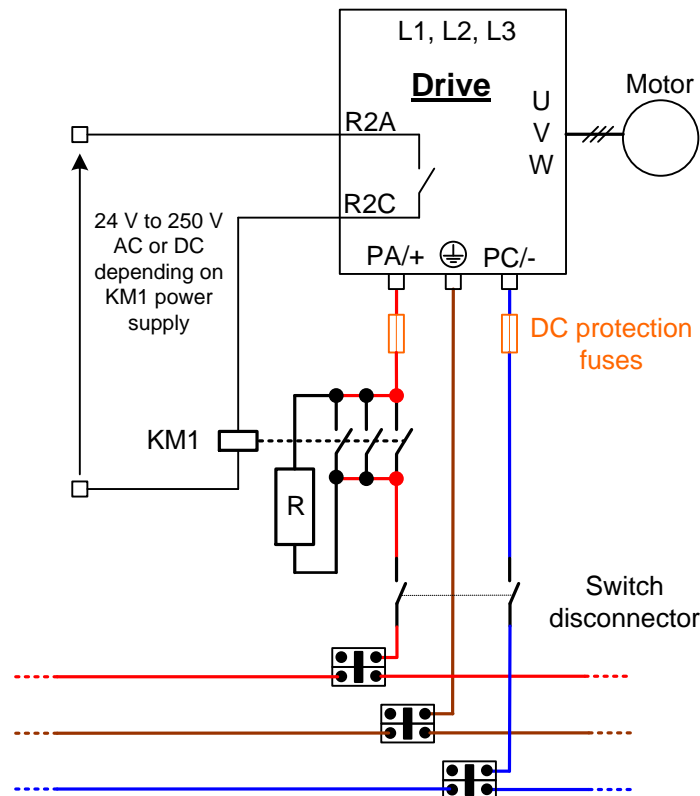 L1, L2, L3
Drive
Motor
U
V
W
R2A
R2C
24 V to 250 V
AC or DC
depending on
KM1 power
supply
PA/+
PC/-
DC protection
fuses
KM1
R
Switch
disconnector